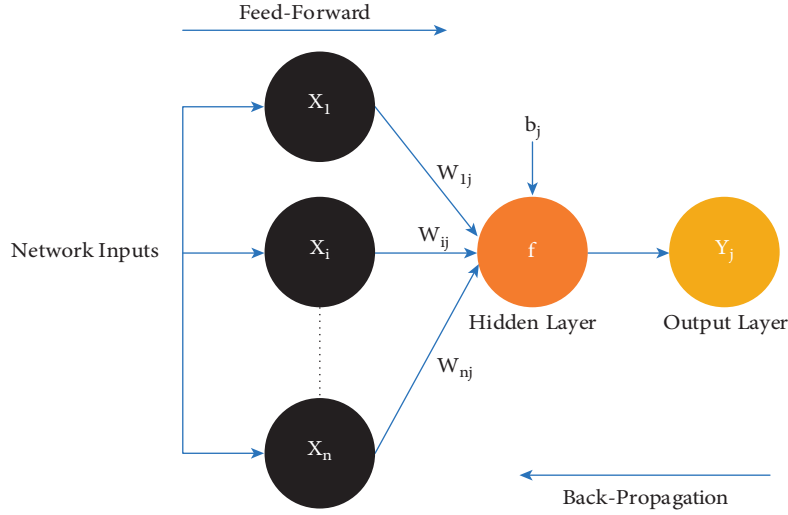 Feed-Forward
X1
bj
W1j
Network Inputs
Xi
Wij
f
Yj
Hidden Layer
Output Layer
Wnj
Xn
Back-Propagation